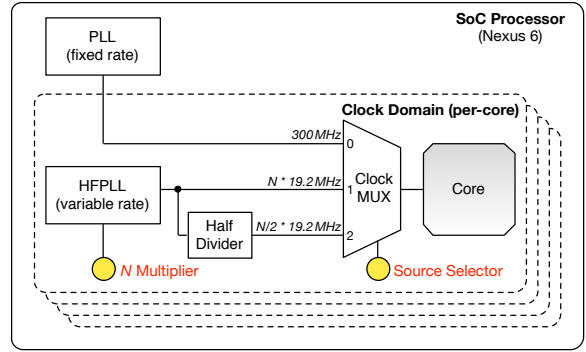 SoC Processor
(Nexus 6)
PLL
(fixed rate)
Clock Domain (per-core)
300 MHz
0
HFPLL
(variable rate)
N * 19.2 MHz
1
Clock
MUX
Core
Half
Divider
N/2 * 19.2 MHz
2
N Multiplier
Source Selector